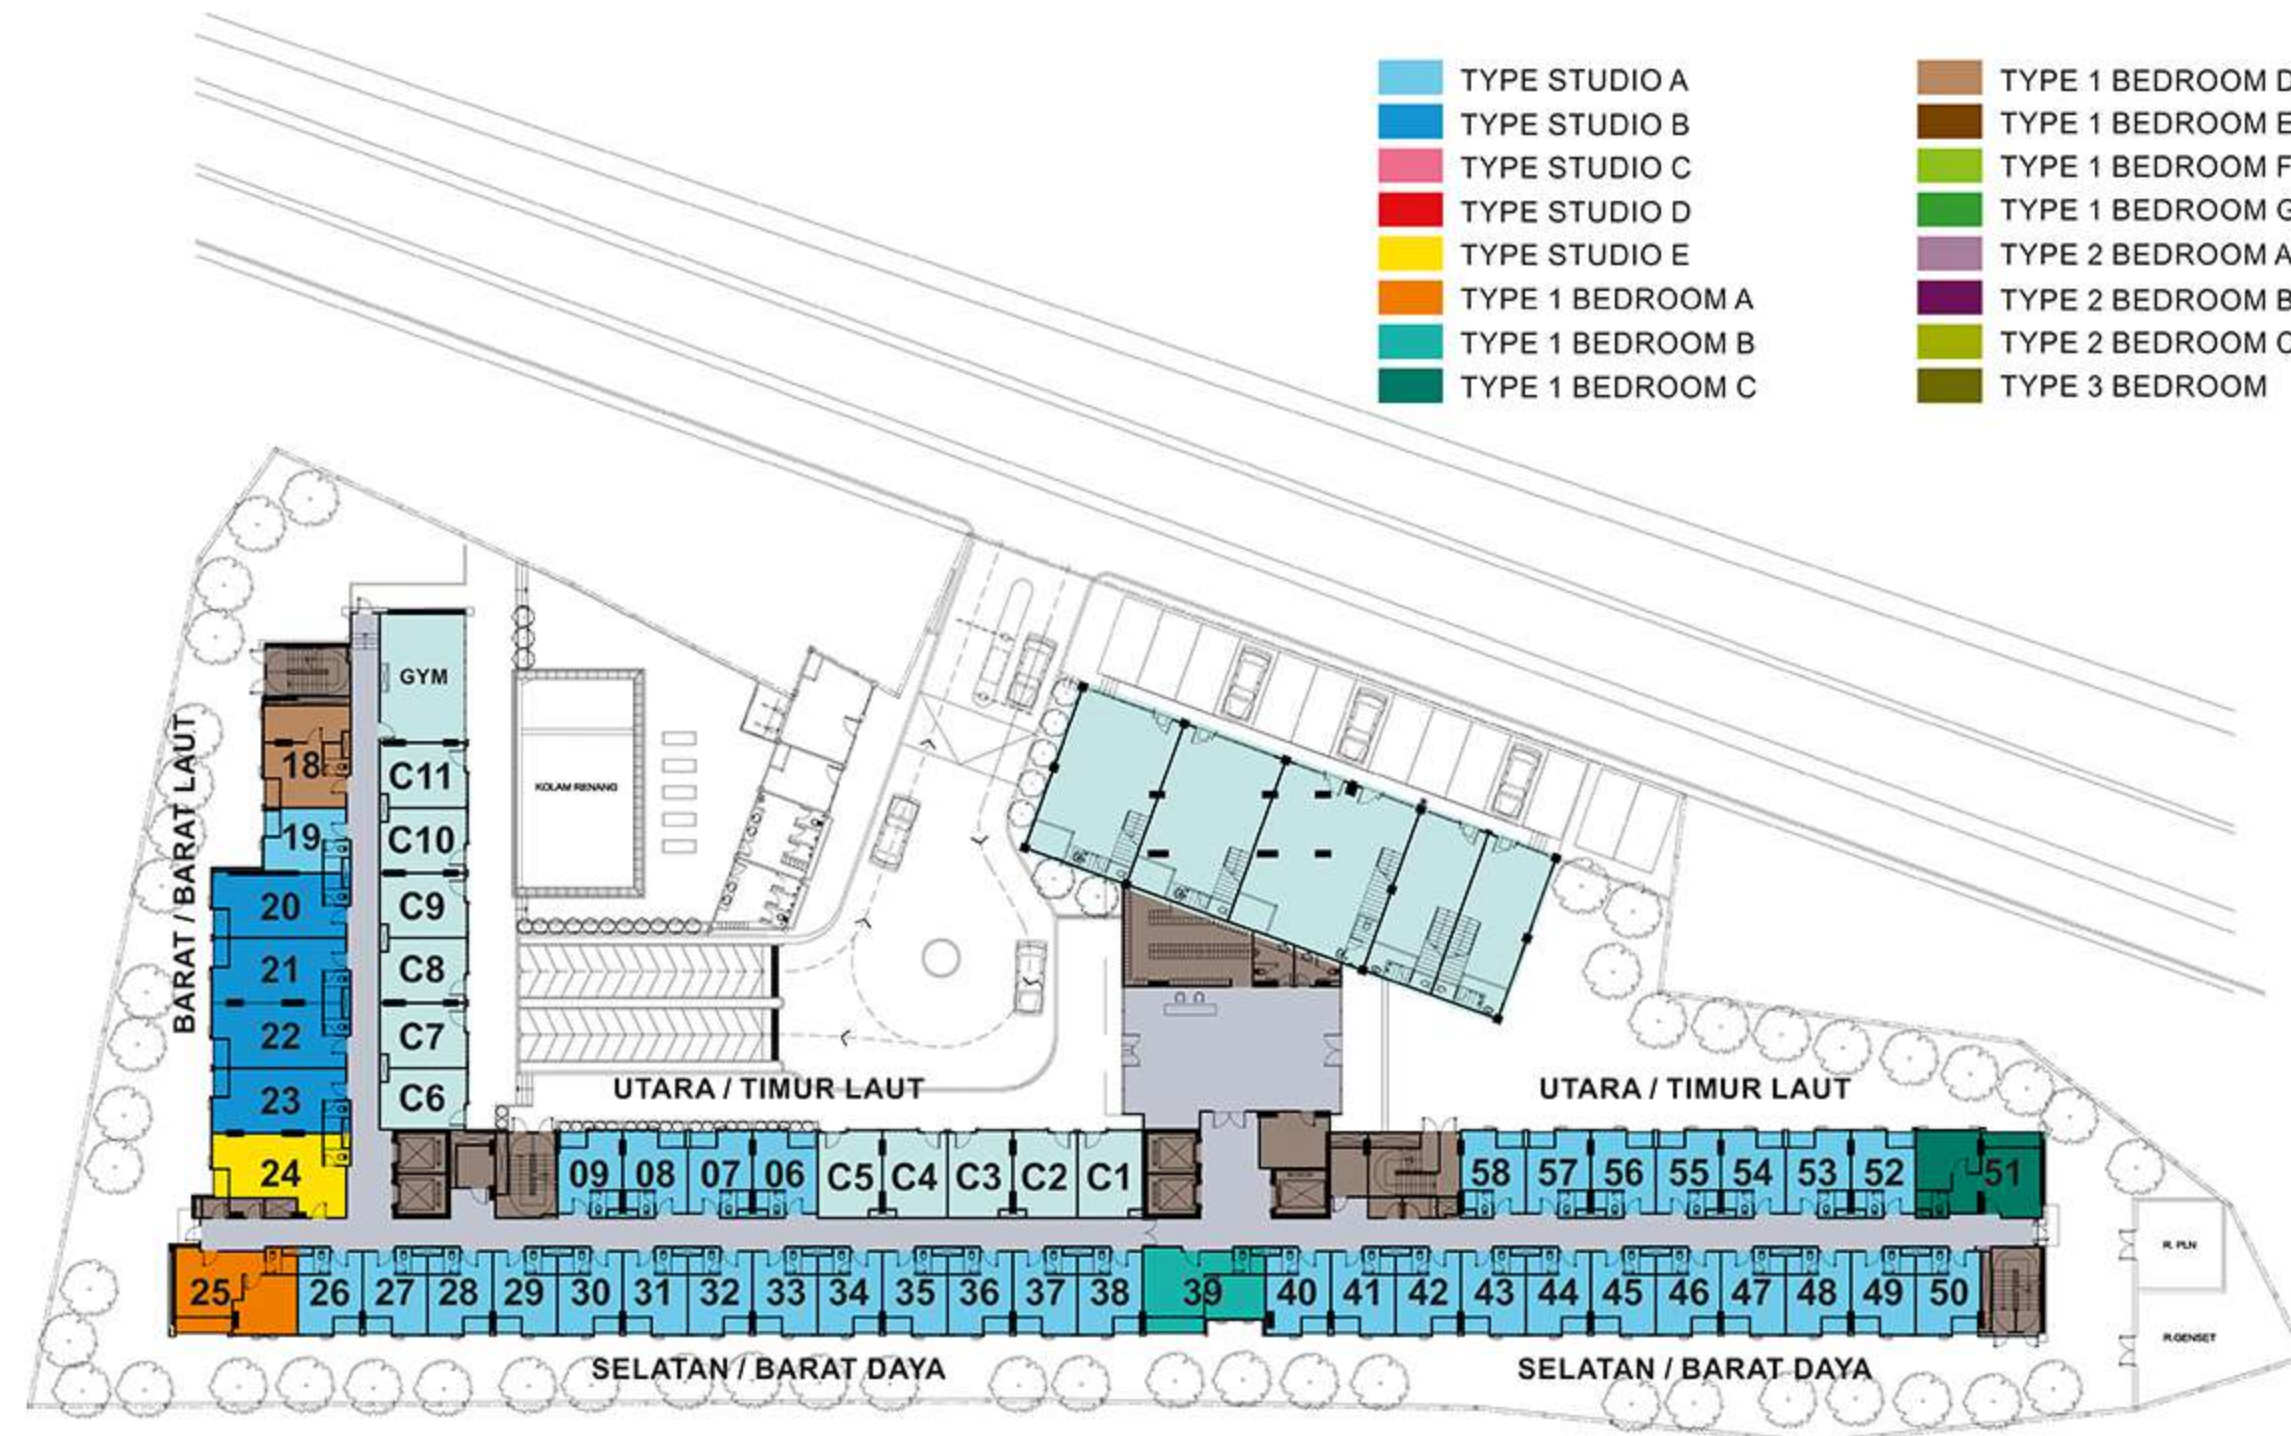 TYPE STUDIO A
TYPE STUDIO B
TYPE STUDIO C
TYPE STUDIO D
TYPE STUDIO E
TYPE 1 BEDROOM A
TYPE 1 BEDROOM B
TYPE 1 BEDROOM C
TYPE 1 BEDROOM D
TYPE 1 BEDROOM E
TYPE 1 BEDROOM F
TYPE 1 BEDROOM G
TYPE 2 BEDROOM A
TYPE 2 BEDROOM B
TYPE 2 BEDROOM C
TYPE 3 BEDROOM
GYM
18
C11
19
C10
20
C9
21
C8
22
C7
23
C6
24
BARAT / BARAT LAUT
KOLAM RENANG
UTARA / TIMUR LAUT
UTARA / TIMUR LAUT
09 08 07 06 C5 C4 C3 C2 C1
58 57 56 55 54 53 52 51
25 26 27 28 29 30 31 32 33 34 35 36 37 38 39 40 41 42 43 44 45 46 47 48 49 50
R. PLN
R.GENSET
SELATAN / BARAT DAYA
SELATAN / BARAT DAYA